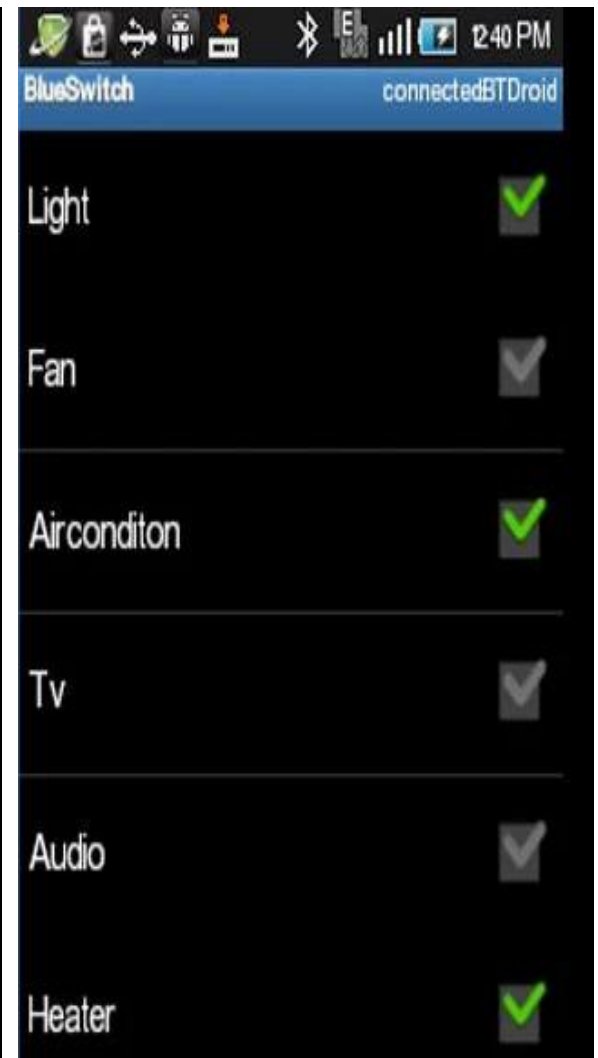 12:40 PM
BlueSwitch connectedBTDroid
Light
Fan
Airconditon
Tv
Audio
Heater